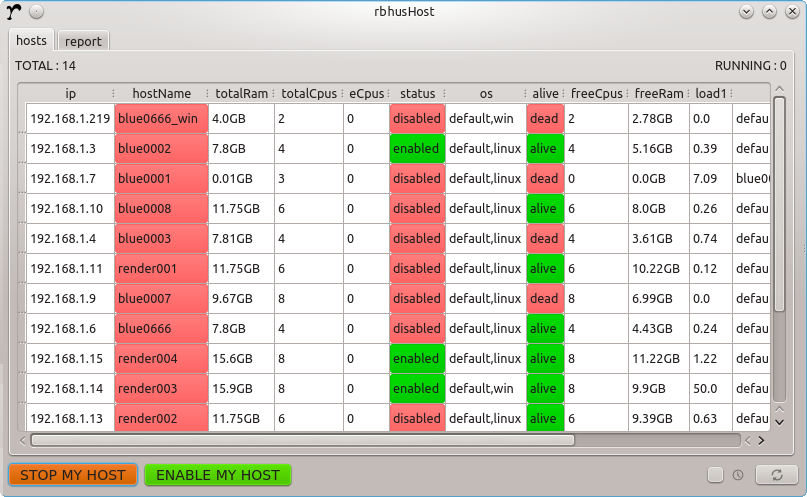 rbhusHost
hosts report
TOTAL : 14 RUNNING : 0
ip hostName totalRam totalCpus eCpus status os alive freeCpus freeRam load1
192.168.1.219 blue0666_win 4.0GB 2 0 disabled default,win dead 2 2.78GB 0.0 defau
192.168.1.3 blue0002 7.8GB 4 0 enabled default,linux alive 4 5.16GB 0.39 defau
192.168.1.7 blue0001 0.01GB 3 0 disabled default,linux dead 0 0.0GB 7.09 blue00
192.168.1.10 blue0008 11.75GB 6 0 disabled default,linux alive 6 8.0GB 0.26 defau
192.168.1.4 blue0003 7.81GB 4 0 disabled default,linux dead 4 3.61GB 0.74 defau
192.168.1.11 render001 11.75GB 6 0 disabled default,linux alive 6 10.22GB 0.12 defau
192.168.1.9 blue0007 9.67GB 8 0 disabled default,linux dead 8 6.99GB 0.0 defau
192.168.1.6 blue0666 7.8GB 4 0 disabled default,linux alive 4 4.43GB 0.24 defau
192.168.1.15 render004 15.6GB 8 0 enabled default,linux alive 8 11.22GB 1.22 defau
192.168.1.14 render003 15.9GB 8 0 enabled default,win alive 8 9.9GB 50.0 defau
192.168.1.13 render002 11.75GB 6 0 disabled default,linux alive 6 9.39GB 0.63 defau
STOP MY HOST ENABLE MY HOST